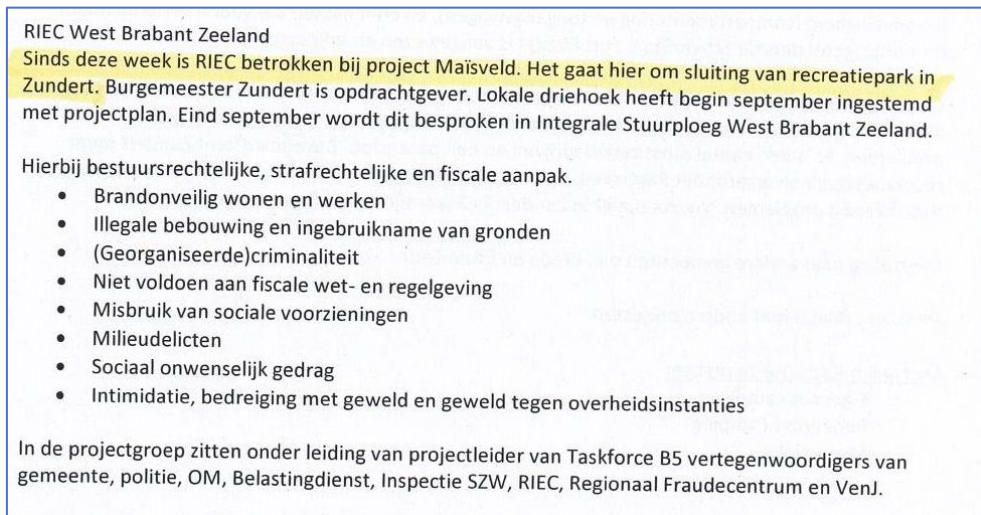 RIEC West Brabant Zeeland
Sinds deze week is RIEC betrokken bij project Maïsveld. Het gaat hier om sluiting van recreatiepark in
Zundert. Burgemeester Zundert is opdrachtgever. Lokale driehoek heeft begin september ingestemd
met projectplan. Eind september wordt dit besproken in Integrale Stuurploeg West Brabant Zeeland.
Hierbij bestuursrechtelijke, strafrechtelijke en fiscale aanpak.
• Brandonveilig wonen en werken
• Illegale bebouwing en ingebruikname van gronden
• (Georganiseerde)criminaliteit
• Niet voldoen aan fiscale wet- en regelgeving
• Misbruik van sociale voorzieningen
• Milieudelicten
• Sociaal onwenselijk gedrag
• Intimidatie, bedreiging met geweld en geweld tegen overheidsinstanties
In de projectgroep zitten onder leiding van projectleider van Taskforce B5 vertegenwoordigers van
gemeente, politie, OM, Belastingdienst, Inspectie SZW, RIEC, Regionaal Fraudecentrum en VenJ.